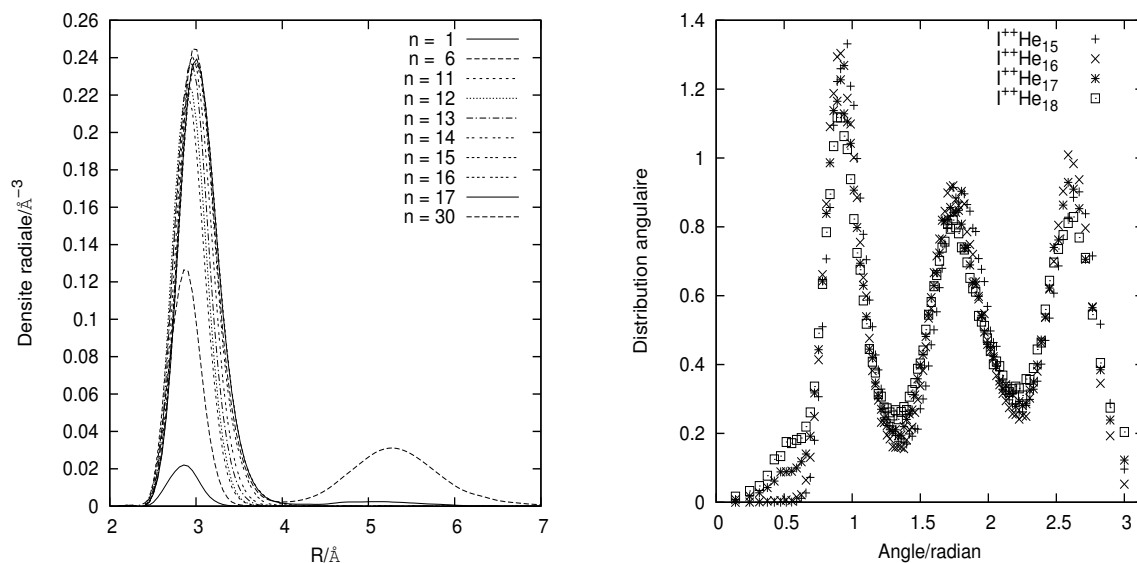 0.26
0.24
0.22
0.2
0.18
0.16
0.14
0.12
0.1
0.08
0.06
0.04
0.02
0
2 3 4 5 6 7
Densite radiale/Å⁻³
R/Å
n = 1
n = 6
n = 11
n = 12
n = 13
n = 14
n = 15
n = 16
n = 17
n = 30
1.4
1.2
1
0.8
0.6
0.4
0.2
0
0 0.5 1 1.5 2 2.5 3
Distribution angulaire
Angle/radian
I⁺⁺He₁₅
I⁺⁺He₁₆
I⁺⁺He₁₇
I⁺⁺He₁₈